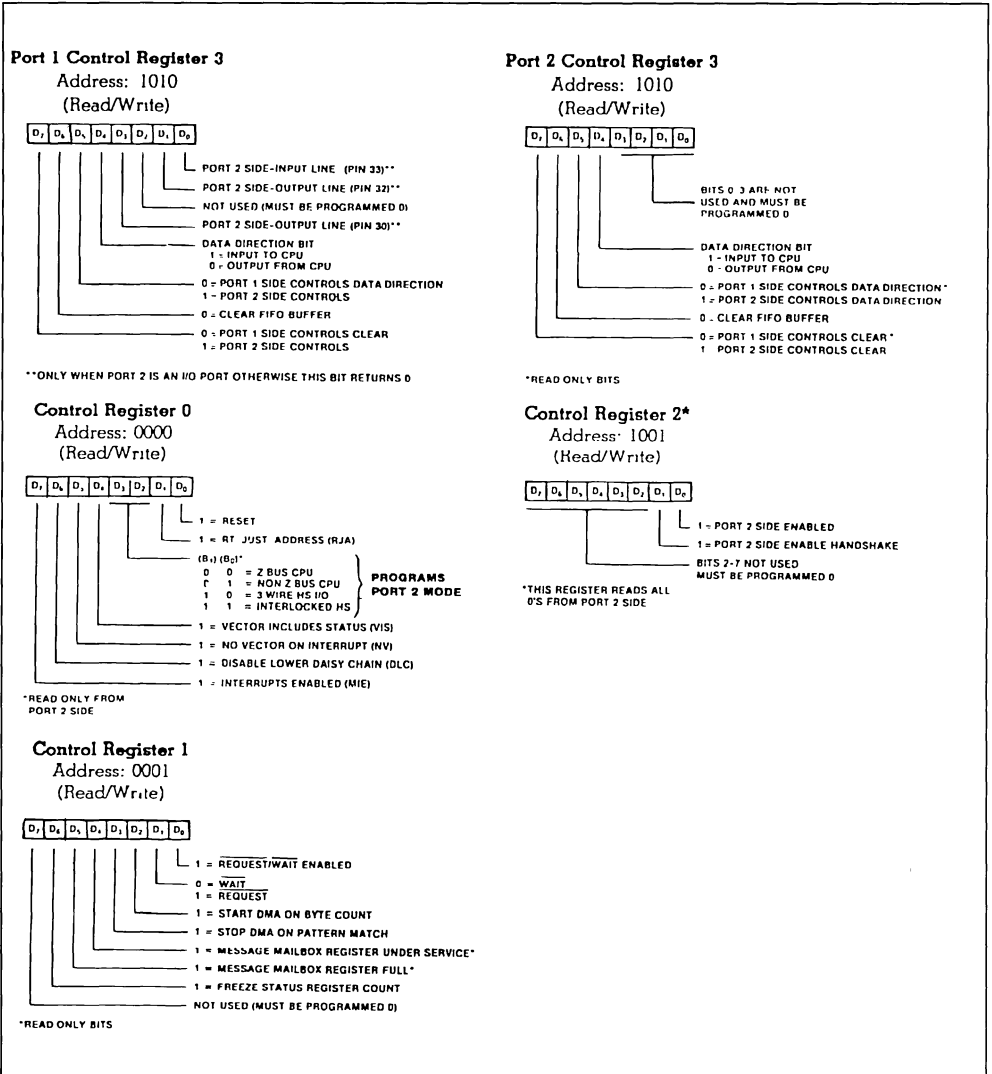 Port 1 Control Register 3
Address: 1010
(Read/Write)
D7 D6 D5 D4 D3 D2 D1 D0
PORT 2 SIDE-INPUT LINE (PIN 33)**
PORT 2 SIDE-OUTPUT LINE (PIN 32)**
NOT USED (MUST BE PROGRAMMED 0)
PORT 2 SIDE-OUTPUT LINE (PIN 30)**
DATA DIRECTION BIT
1 = INPUT TO CPU
0 = OUTPUT FROM CPU
0 = PORT 1 SIDE CONTROLS DATA DIRECTION
1 - PORT 2 SIDE CONTROLS
0 = CLEAR FIFO BUFFER
0 = PORT 1 SIDE CONTROLS CLEAR
1 = PORT 2 SIDE CONTROLS
**ONLY WHEN PORT 2 IS AN I/O PORT OTHERWISE THIS BIT RETURNS 0
Port 2 Control Register 3
Address: 1010
(Read/Write)
D7 D6 D5 D4 D3 D2 D1 D0
BITS 0 3 ARE NOT
USED AND MUST BE
PROGRAMMED 0
DATA DIRECTION BIT
1 - INPUT TO CPU
0 - OUTPUT FROM CPU
0 = PORT 1 SIDE CONTROLS DATA DIRECTION*
1 = PORT 2 SIDE CONTROLS DATA DIRECTION
0 - CLEAR FIFO BUFFER
0 = PORT 1 SIDE CONTROLS CLEAR*
1 PORT 2 SIDE CONTROLS CLEAR
*READ ONLY BITS
Control Register 0
Address: 0000
(Read/Write)
D7 D6 D5 D4 D3 D2 D1 D0
1 = RESET
1 = RT JUST ADDRESS (RJA)
(B1) (B0)*
0 0 = Z BUS CPU
0 1 = NON Z BUS CPU
1 0 = 3 WIRE HS I/O
1 1 = INTERLOCKED HS
PROGRAMS
PORT 2 MODE
1 = VECTOR INCLUDES STATUS (VIS)
1 = NO VECTOR ON INTERRUPT (NV)
1 = DISABLE LOWER DAISY CHAIN (DLC)
1 = INTERRUPTS ENABLED (MIE)
*READ ONLY FROM
PORT 2 SIDE
Control Register 2*
Address: 1001
(Read/Write)
D7 D6 D5 D4 D3 D2 D1 D0
1 = PORT 2 SIDE ENABLED
1 = PORT 2 SIDE ENABLE HANDSHAKE
BITS 2-7 NOT USED
MUST BE PROGRAMMED 0
*THIS REGISTER READS ALL
0'S FROM PORT 2 SIDE
Control Register 1
Address: 0001
(Read/Write)
D7 D6 D5 D4 D3 D2 D1 D0
1 = REQUEST/WAIT ENABLED
0 = WAIT
1 = REQUEST
1 = START DMA ON BYTE COUNT
1 = STOP DMA ON PATTERN MATCH
1 = MESSAGE MAILBOX REGISTER UNDER SERVICE*
1 = MESSAGE MAILBOX REGISTER FULL*
1 = FREEZE STATUS REGISTER COUNT
NOT USED (MUST BE PROGRAMMED 0)
*READ ONLY BITS